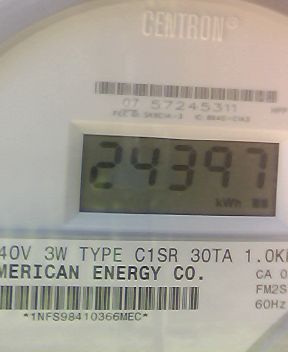 CENTRON®
07 57245311
24397
kWh
40V 3W TYPE C1SR 30TA 1.0K
MERICAN ENERGY CO.
CA 0
FM2S
60Hz
*1NFS98410366MEC*